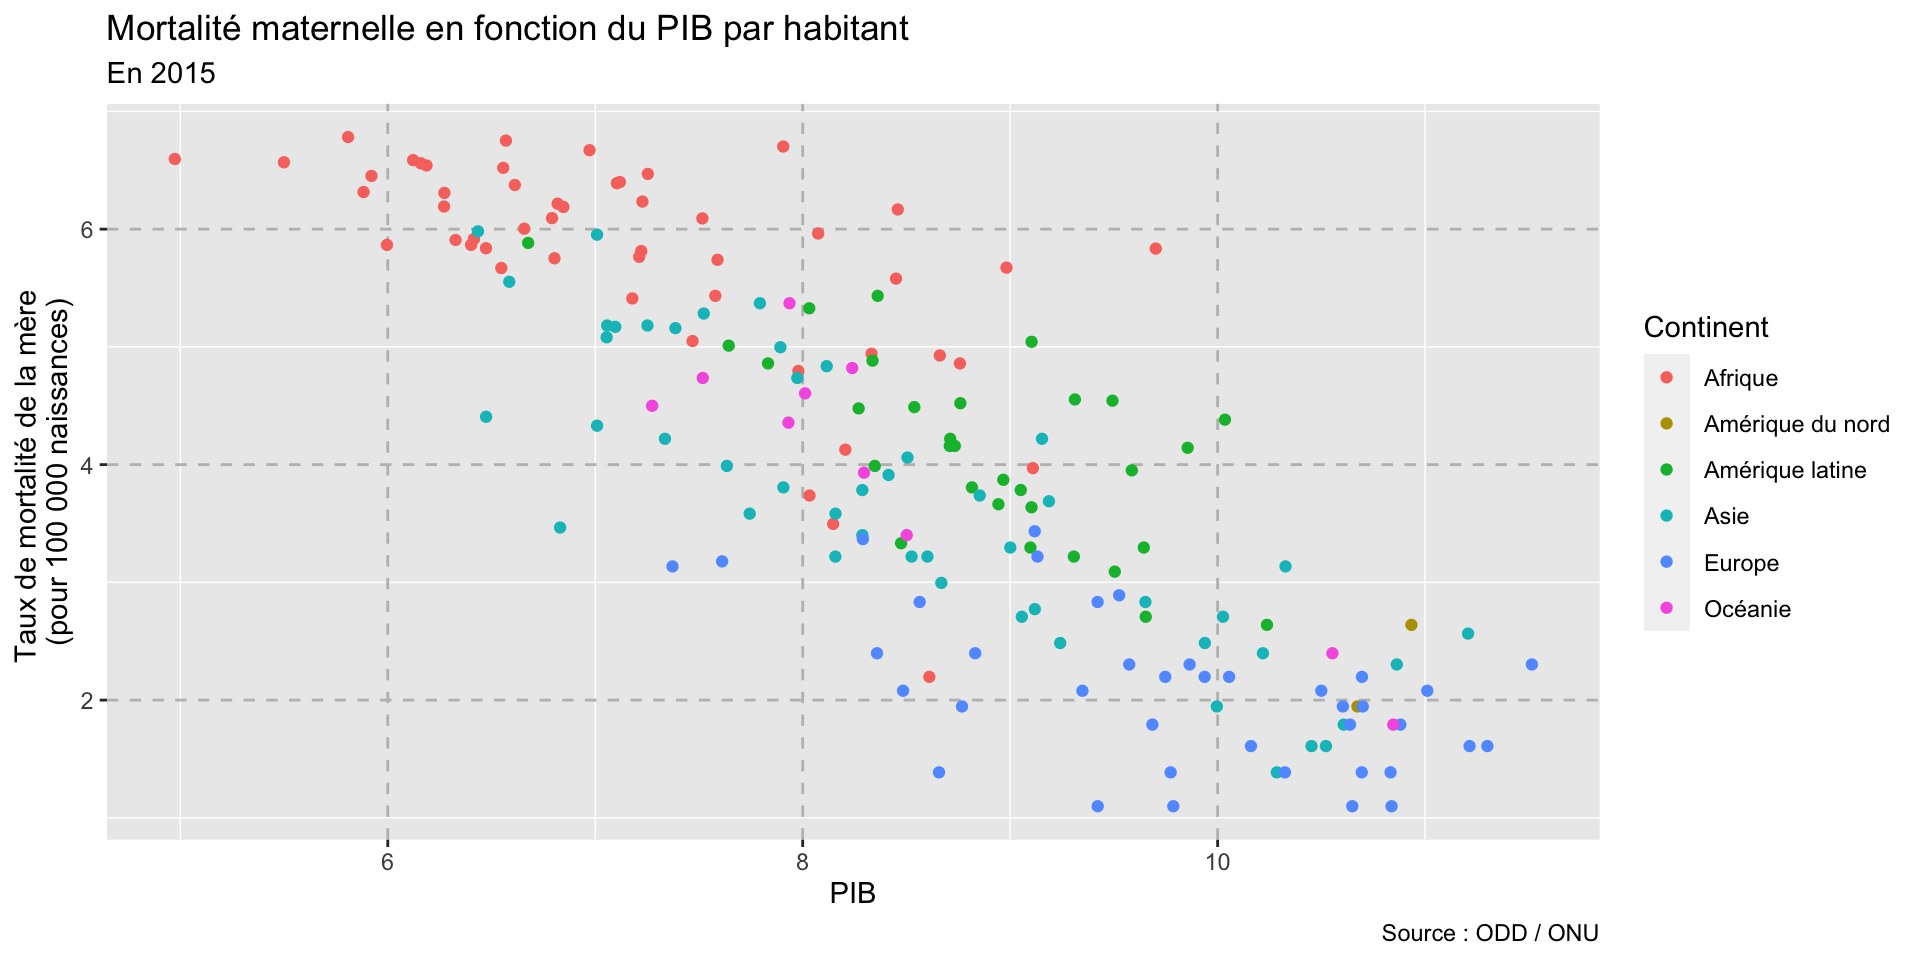 Mortalité maternelle en fonction du PIB par habitant
En 2015
Taux de mortalité de la mère
(pour 100 000 naissances)
6
4
2
6
8
10
PIB
Continent
Afrique
Amérique du nord
Amérique latine
Asie
Europe
Océanie
Source : ODD / ONU